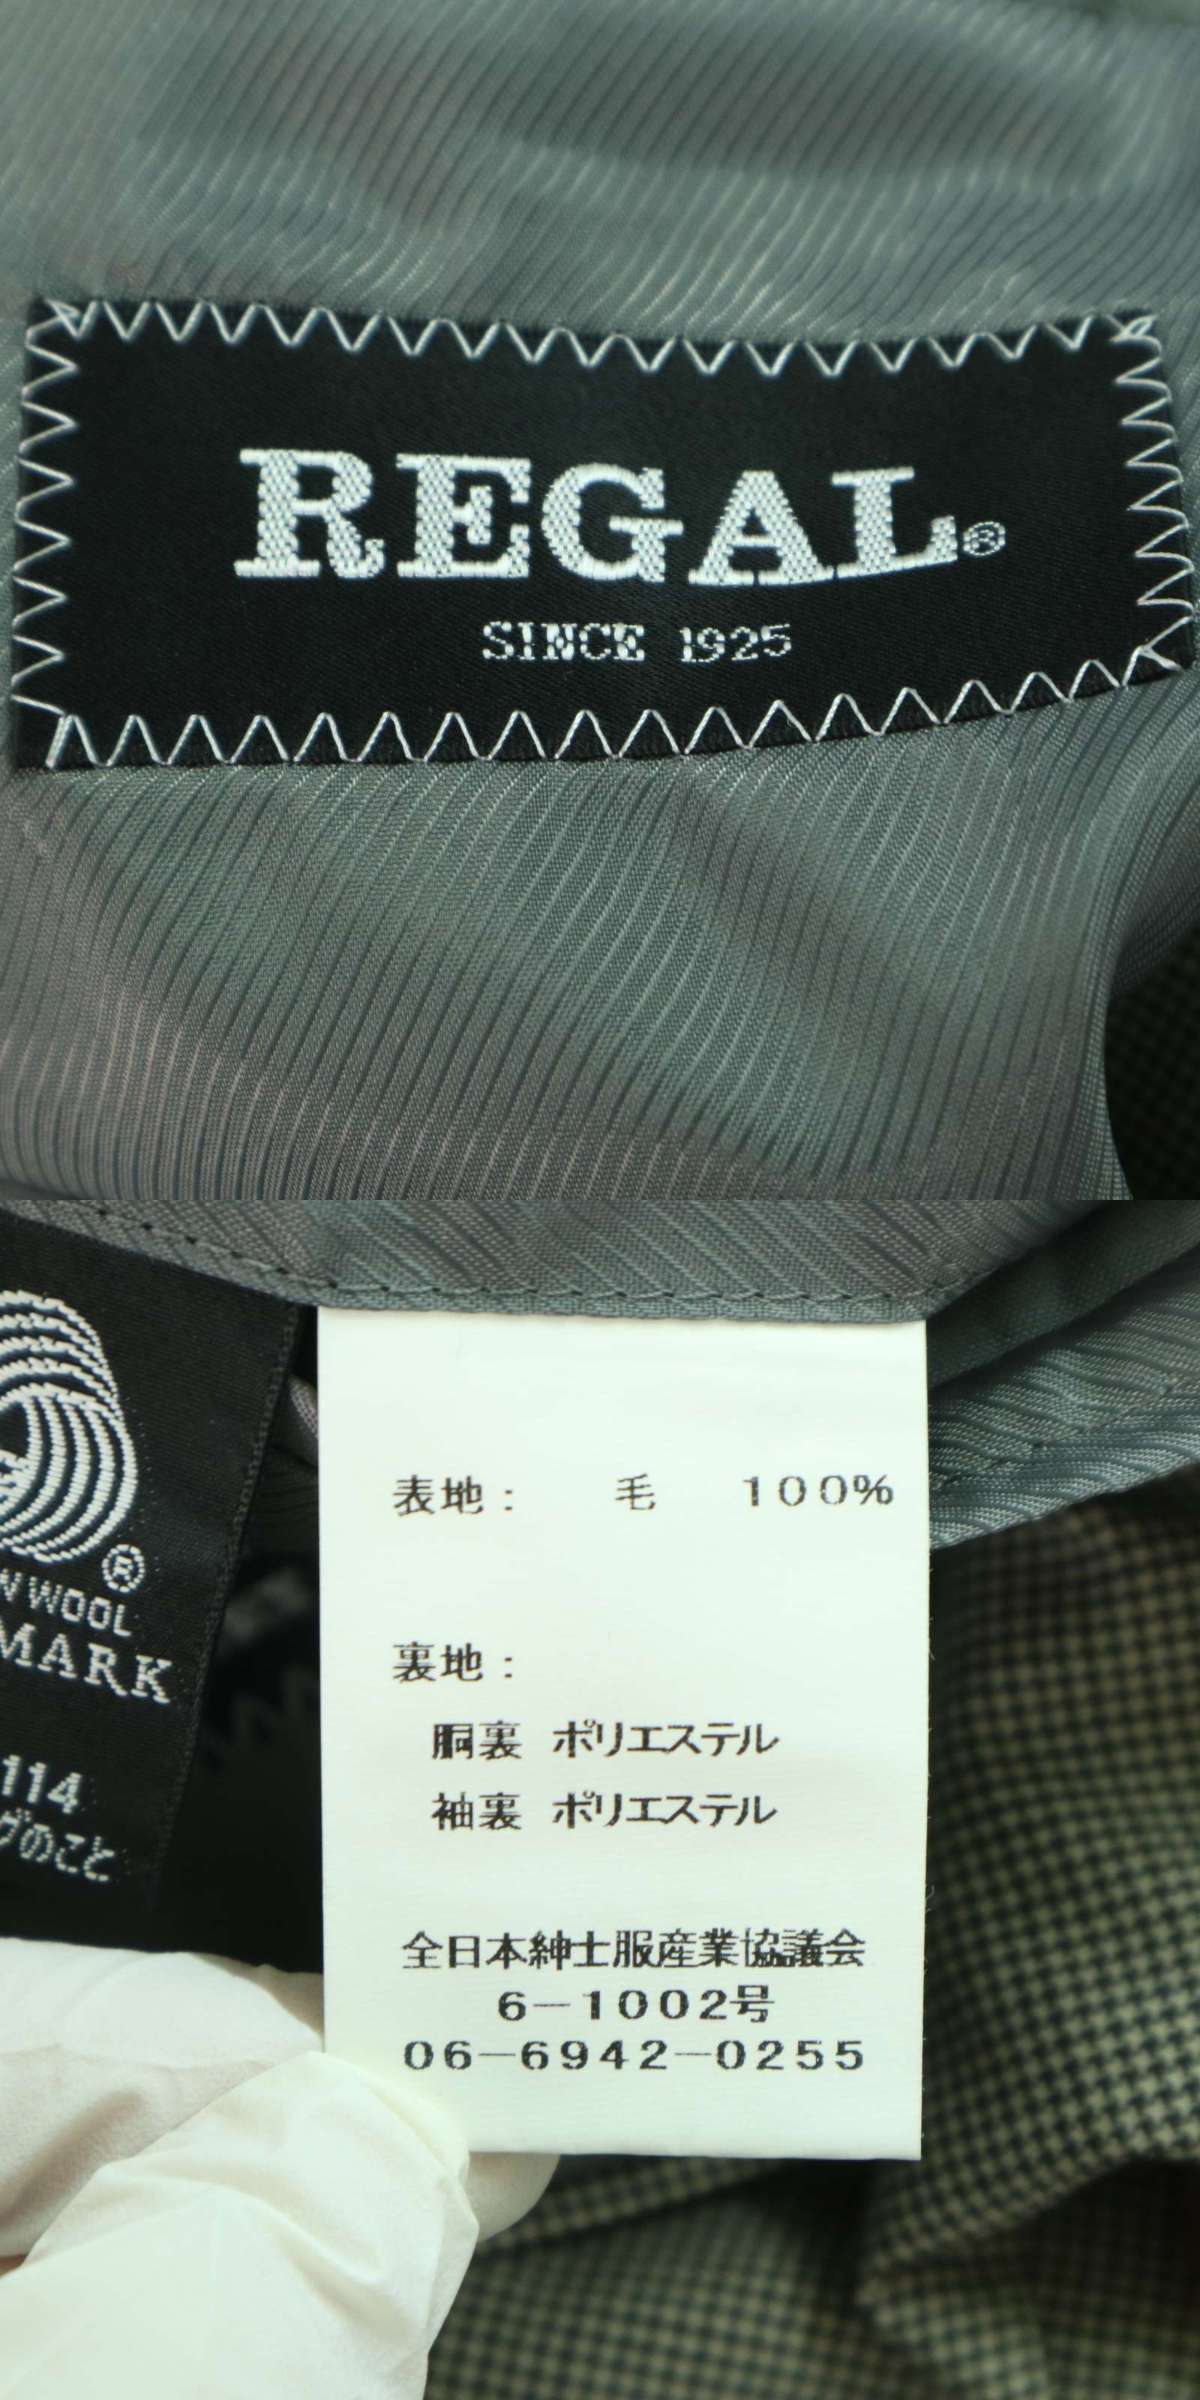 REGAL®
SINCE 1925
®
WOOL
MARK
114
グのこと
表地： 毛 100%
裏地：
胴裏 ポリエステル
袖裏 ポリエステル
全日本紳士服産業協議会
6－1002号
06－6942－0255